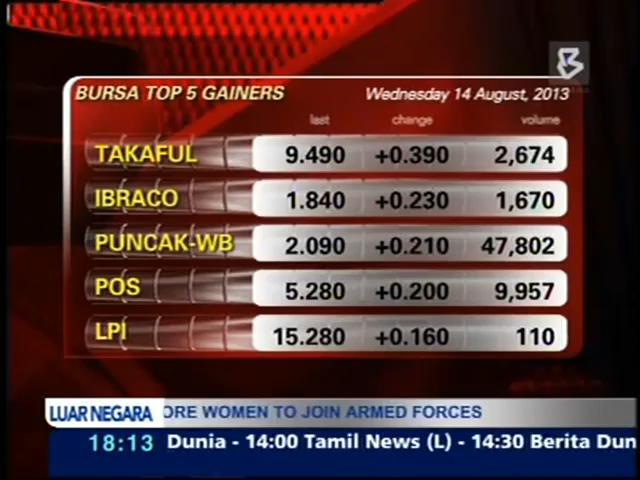 BURSA TOP 5 GAINERS Wednesday 14 August, 2013
last change volume
TAKAFUL 9.490 +0.390 2,674
IBRACO 1.840 +0.230 1,670
PUNCAK-WB 2.090 +0.210 47,802
POS 5.280 +0.200 9,957
LPI 15.280 +0.160 110
LUAR NEGARA ORE WOMEN TO JOIN ARMED FORCES
18:13 Dunia - 14:00 Tamil News (L) - 14:30 Berita Dun